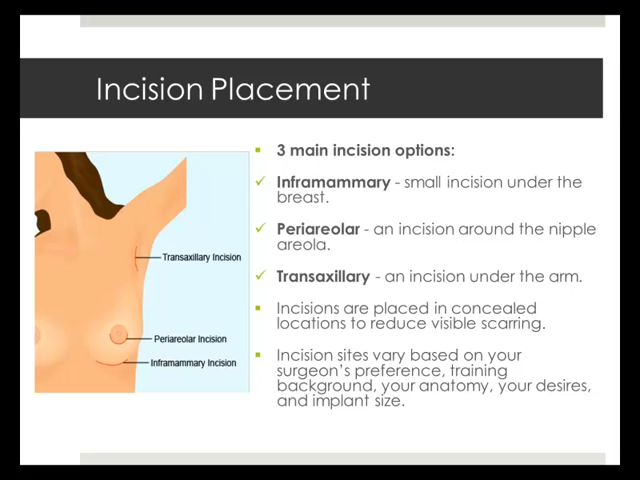 Incision Placement
3 main incision options:
Inframammary - small incision under the
breast.
Periareolar - an incision around the nipple
areola.
Transaxillary - an incision under the arm.
Incisions are placed in concealed
locations to reduce visible scarring.
Incision sites vary based on your
surgeon's preference, training
background, your anatomy, your desires,
and implant size.
Transaxillary Incision
Periareolar Incision
Inframammary Incision